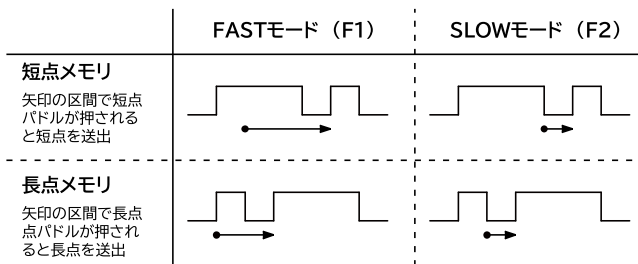 FASTモード（F1） SLOWモード（F2）
短点メモリ
矢印の区間で短点
パドルが押される
と短点を送出
長点メモリ
矢印の区間で長点
点パドルが押され
ると長点を送出